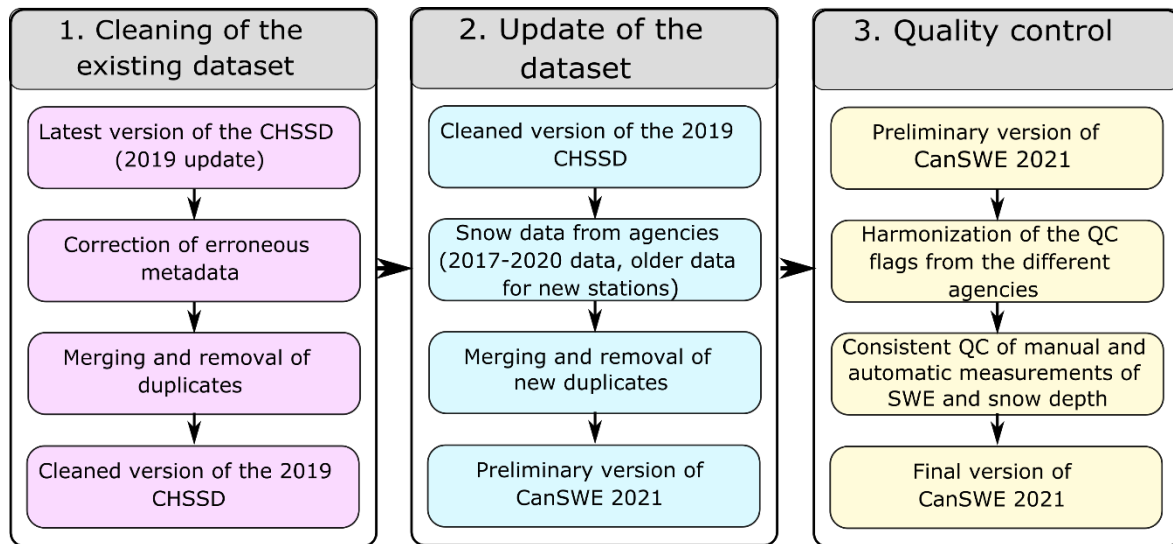 1. Cleaning of the
existing dataset
Latest version of the CHSSD
(2019 update)
Correction of erroneous
metadata
Merging and removal of
duplicates
Cleaned version of the 2019
CHSSD
2. Update of the
dataset
Cleaned version of the 2019
CHSSD
Snow data from agencies
(2017-2020 data, older data
for new stations)
Merging and removal of
new duplicates
Preliminary version of
CanSWE 2021
3. Quality control
Preliminary version of
CanSWE 2021
Harmonization of the QC
flags from the different
agencies
Consistent QC of manual and
automatic measurements of
SWE and snow depth
Final version of
CanSWE 2021